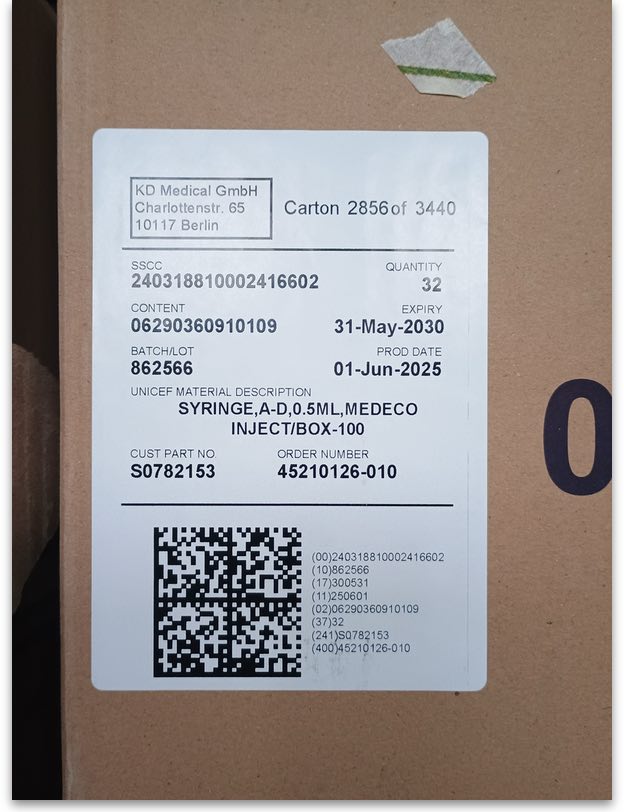 KD Medical GmbH
Charlottenstr. 65
10117 Berlin
Carton 2856 of 3440
SSCC
240318810002416602
QUANTITY
32
CONTENT
06290360910109
EXPIRY
31-May-2030
BATCH/LOT
862566
PROD DATE
01-Jun-2025
UNICEF MATERIAL DESCRIPTION
SYRINGE,A-D,0.5ML,MEDECO
INJECT/BOX-100
CUST PART NO
S0782153
ORDER NUMBER
45210126-010
(00)240318810002416602
(10)862566
(17)300531
(11)250601
(02)06290360910109
(37)32
(241)S0782153
(400)45210126-010
0